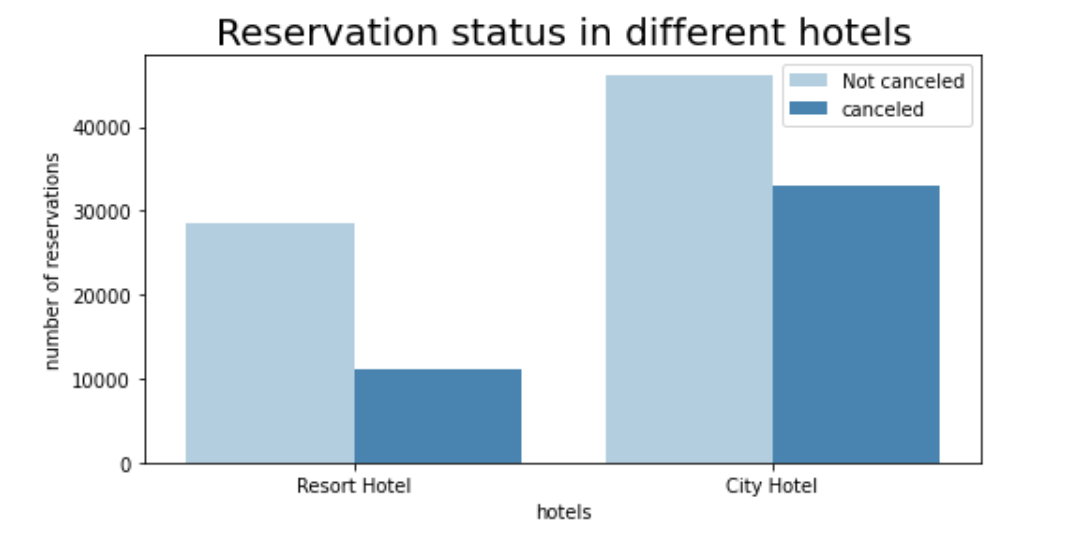 Reservation status in different hotels
Not canceled
canceled
number of reservations
40000
30000
20000
10000
0
Resort Hotel
City Hotel
hotels